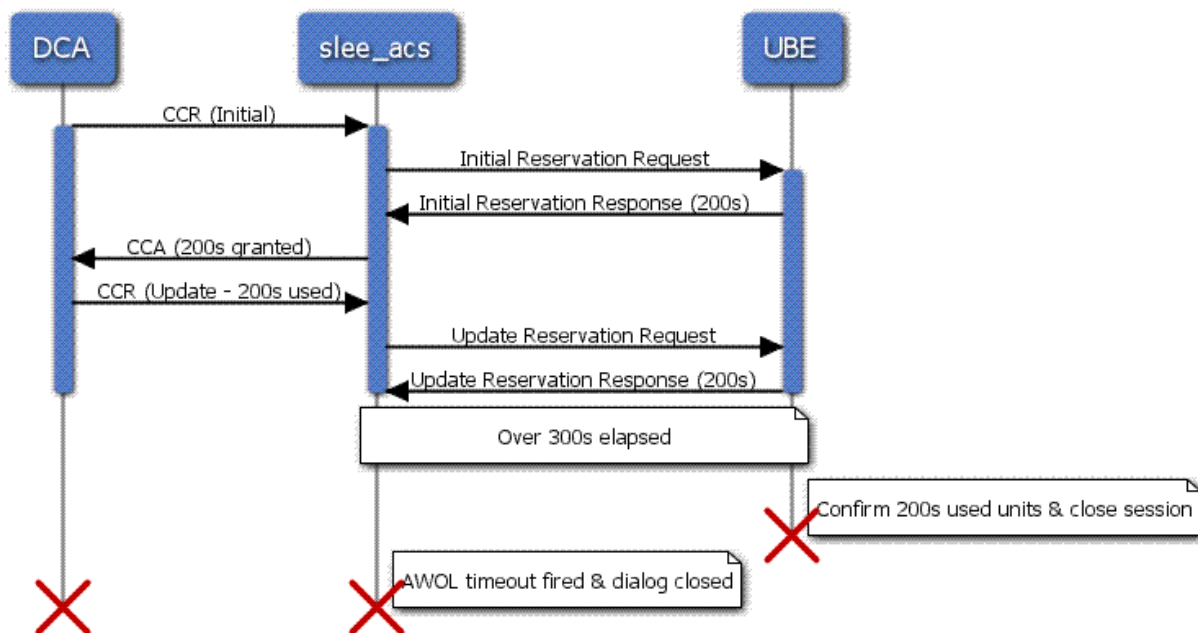 DCA
slee_acs
UBE
CCR (Initial)
Initial Reservation Request
Initial Reservation Response (200s)
CCA (200s granted)
CCR (Update - 200s used)
Update Reservation Request
Update Reservation Response (200s)
Over 300s elapsed
Confirm 200s used units & close session
AWOL timeout fired & dialog closed